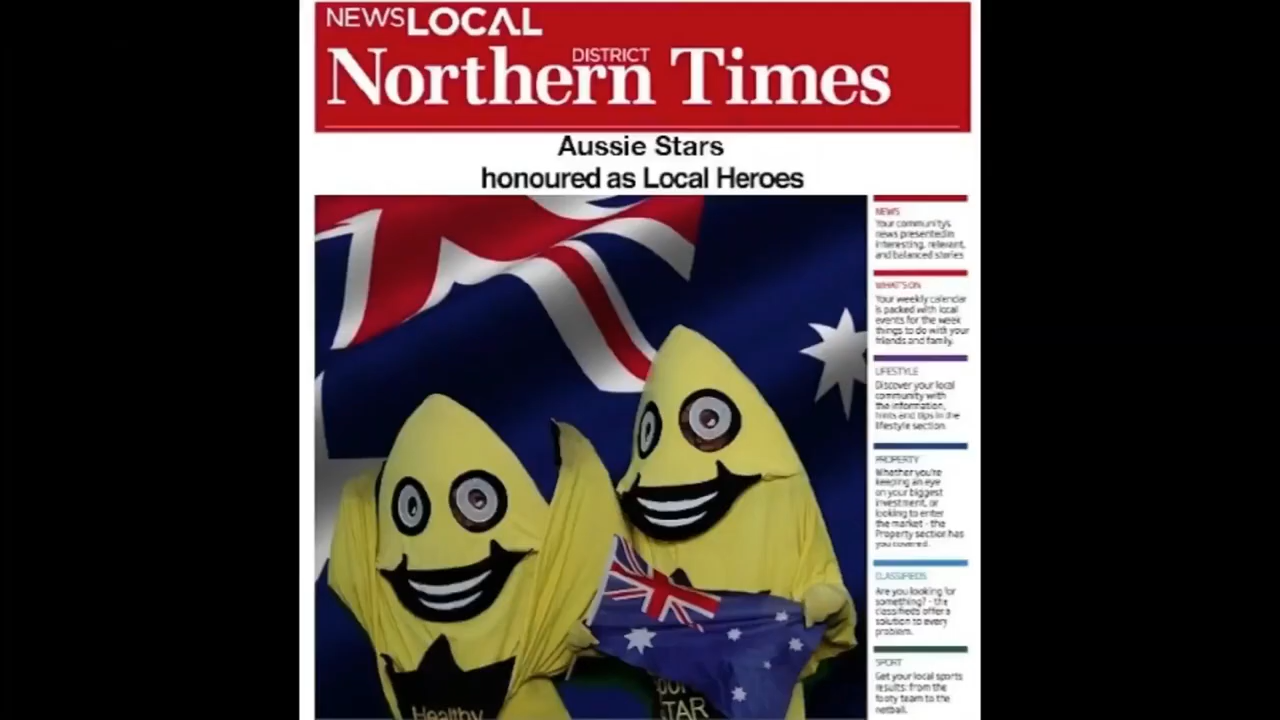 NEWSLOCAL
DISTRICT
Northern Times
Aussie Stars
honoured as Local Heroes
NEWS
Your community's
news presented in
interesting, relevant,
and balanced stories
WHAT'S ON
Your weekly calendar
is packed with local
events for the week
things to do with your
friends and family.
LIFESTYLE
Discover your local
community with
the information,
hints and tips in the
lifestyle section.
PROPERTY
Whether you're
keeping an eye
on your biggest
investment, or
looking to enter
the market - the
Property section has
you covered.
CLASSIFIEDS
Are you looking for
something? - the
classifieds offer a
solution to every
problem.
SPORT
Get your local sports
results: from the
footy team to the
netball.
Healthy
STAR